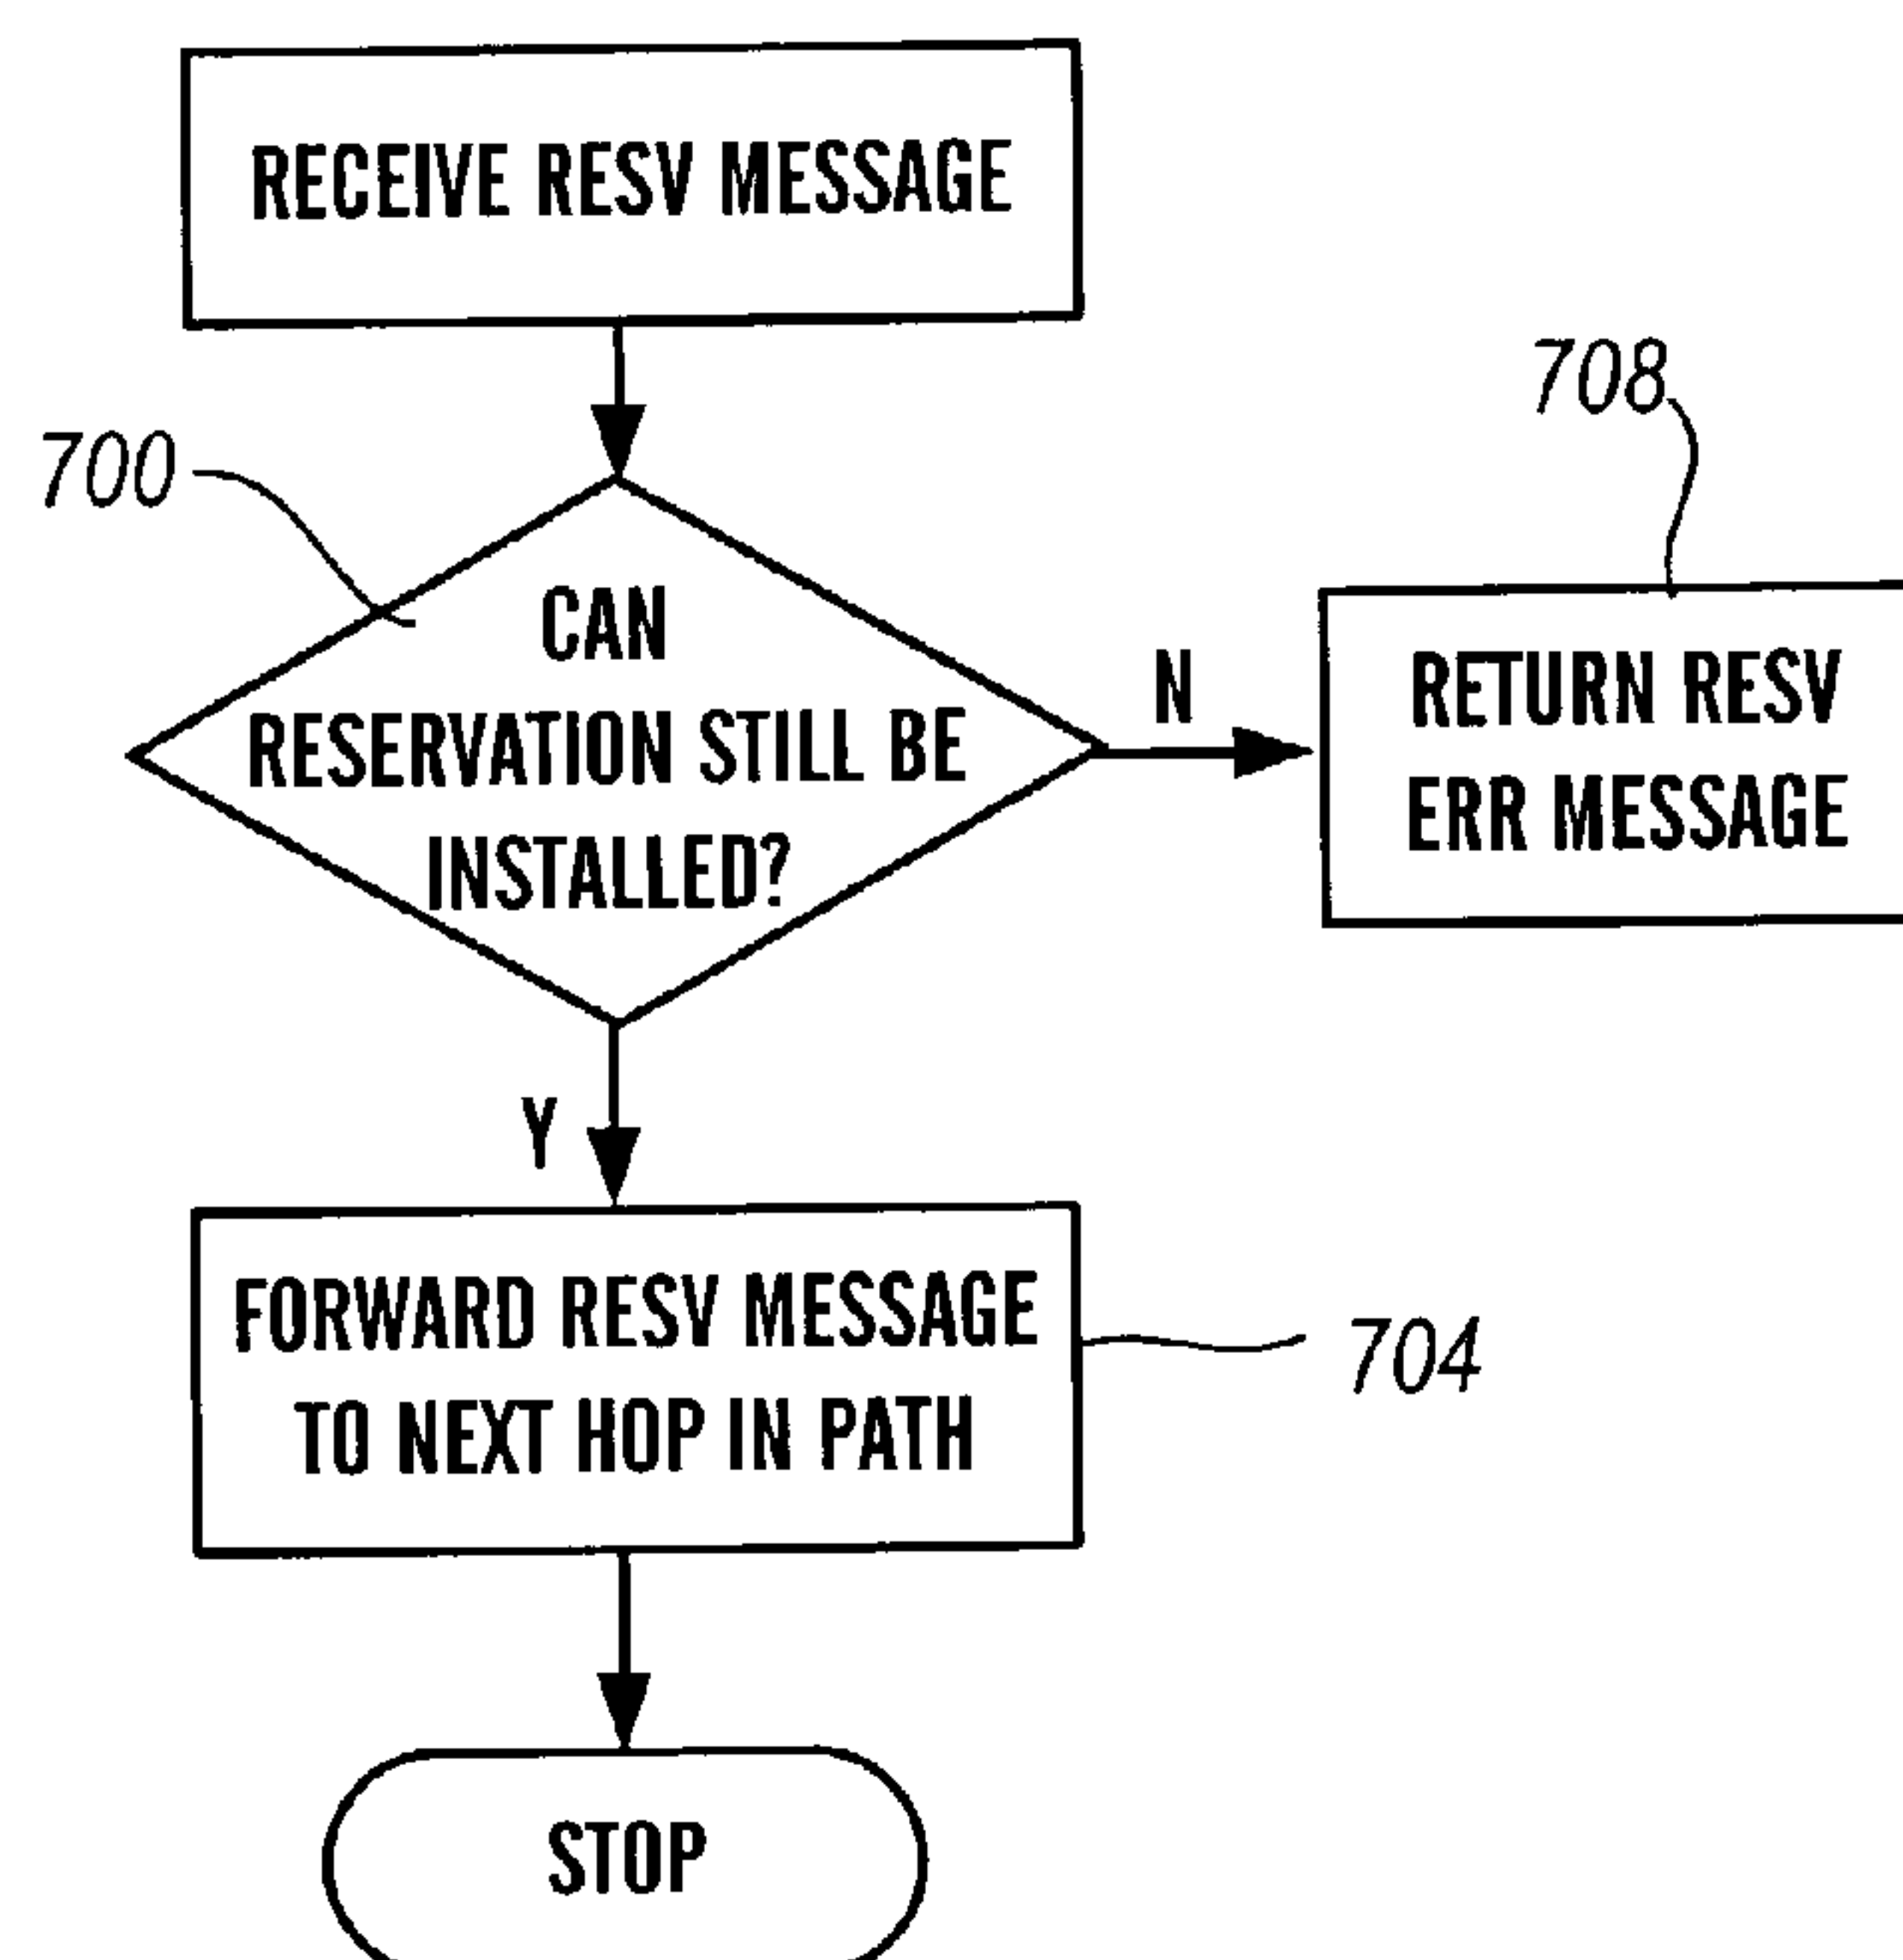 RECEIVE RESV MESSAGE
708
700
CAN
RESERVATION STILL BE
INSTALLED?
N
RETURN RESV
ERR MESSAGE
Y
FORWARD RESV MESSAGE
TO NEXT HOP IN PATH
704
STOP